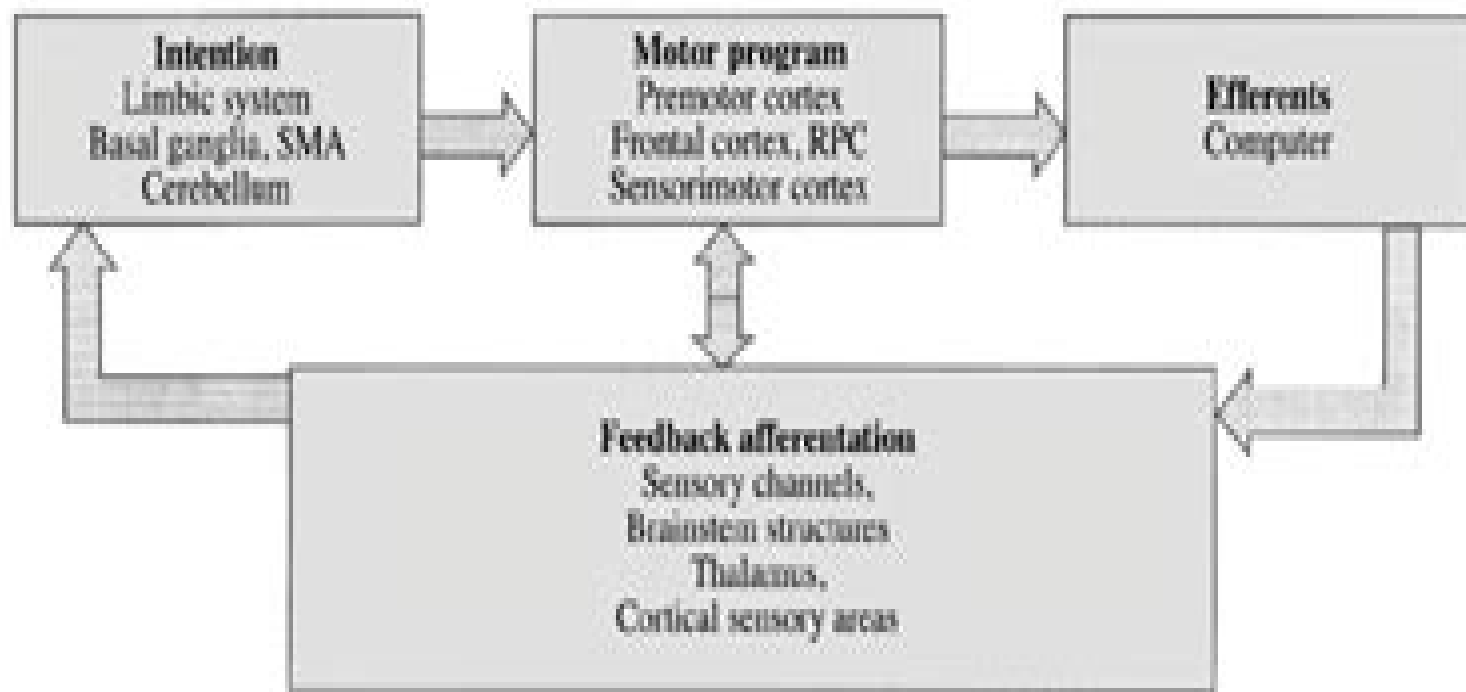 Intention
Limbic system
Basal ganglia, SMA
Cerebellum
Motor program
Premotor cortex
Frontal cortex, RPC
Sensorimotor cortex
Efferents
Computer
Feedback afferentation
Sensory channels,
Brainstem structures
Thalamus,
Cortical sensory areas